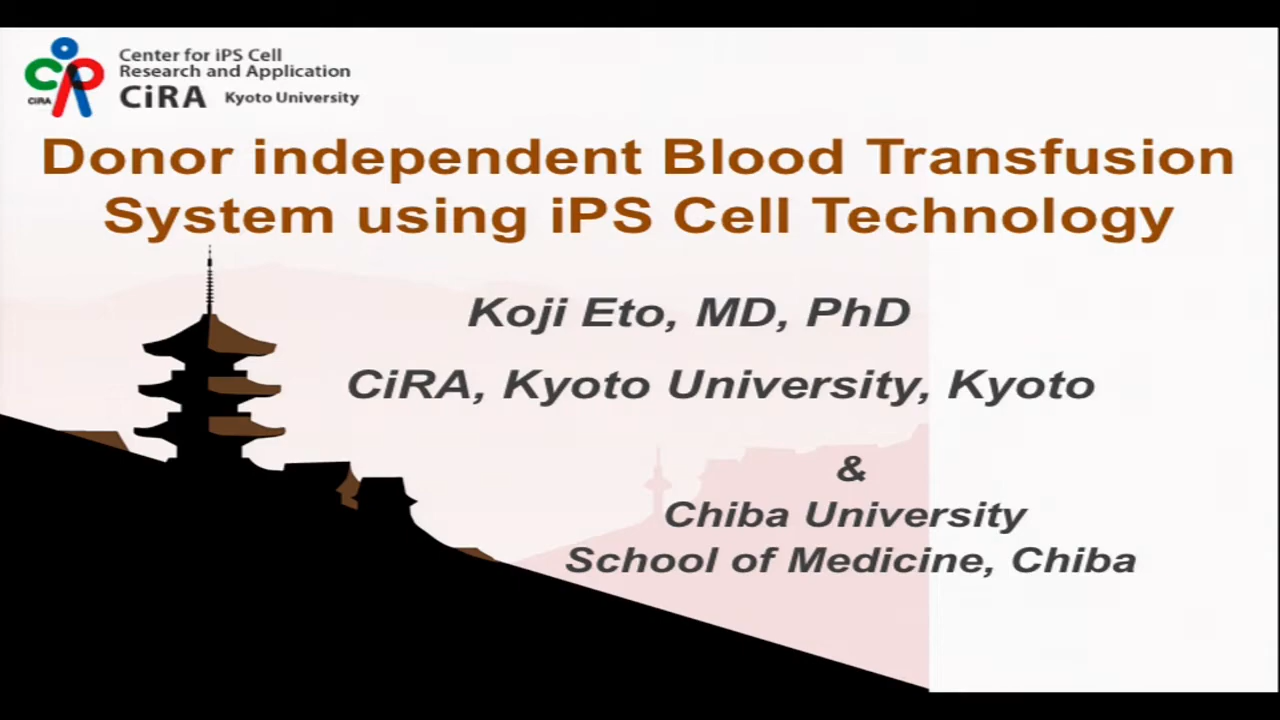 Center for iPS Cell
Research and Application
CiRA Kyoto University
CiRA
Donor independent Blood Transfusion
System using iPS Cell Technology
Koji Eto, MD, PhD
CiRA, Kyoto University, Kyoto
&
Chiba University
School of Medicine, Chiba